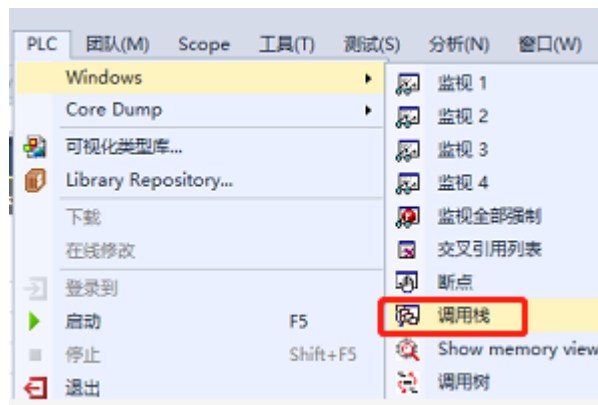 PLC 团队(M) Scope 工具(T) 测试(S) 分析(N) 窗口(W)
Windows
Core Dump
可视化类型库...
Library Repository...
下载
在线修改
登录到
启动 F5
停止 Shift+F5
退出
监视 1
监视 2
监视 3
监视 4
监视全部强制
交叉引用列表
断点
调用栈
Show memory view
调用树